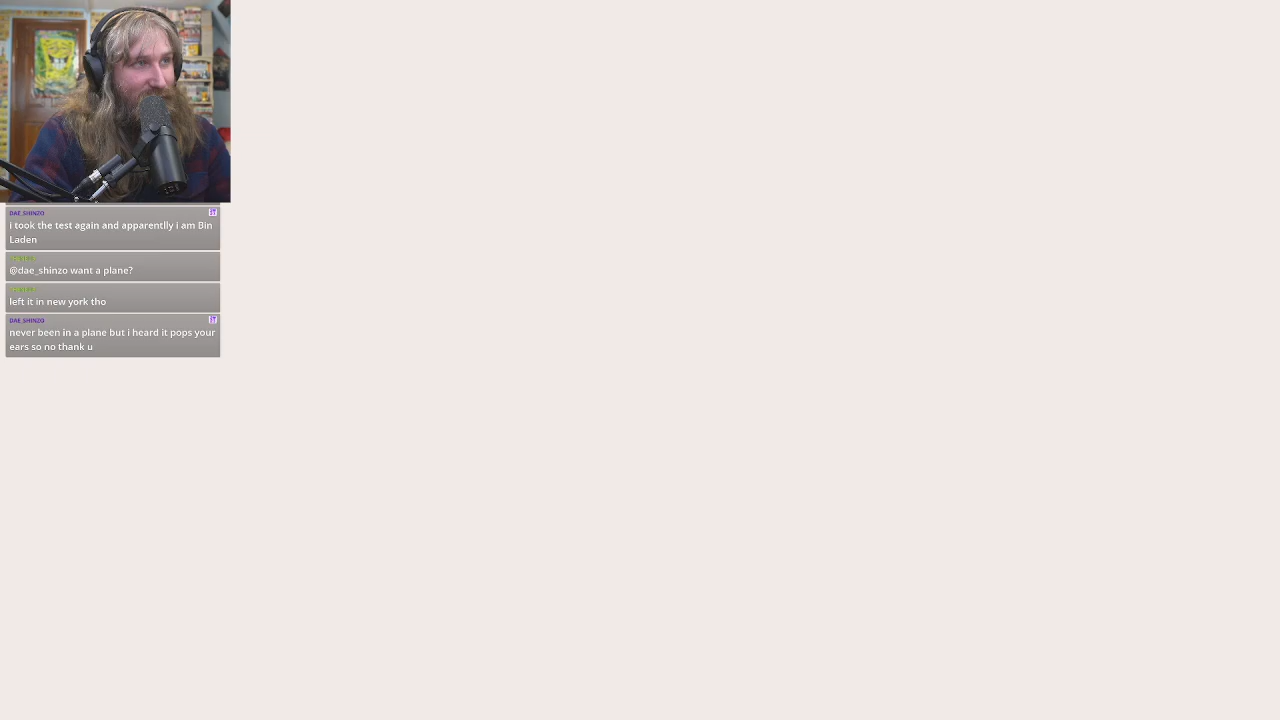 DAE_SHINZO
i took the test again and apparentlly i am Bin
Laden
@dae_shinzo want a plane?
left it in new york tho
DAE_SHINZO
never been in a plane but i heard it pops your
ears so no thank u